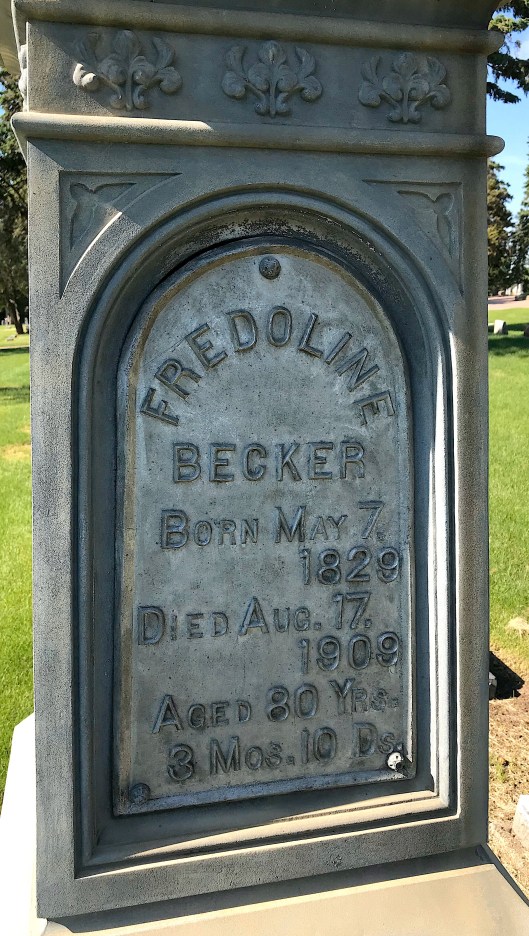 FREDOLINE
BECKER
BORN MAY 7,
1829
DIED AUG. 17,
1909
AGED 80 YRS.
3 MOS. 10 DS.